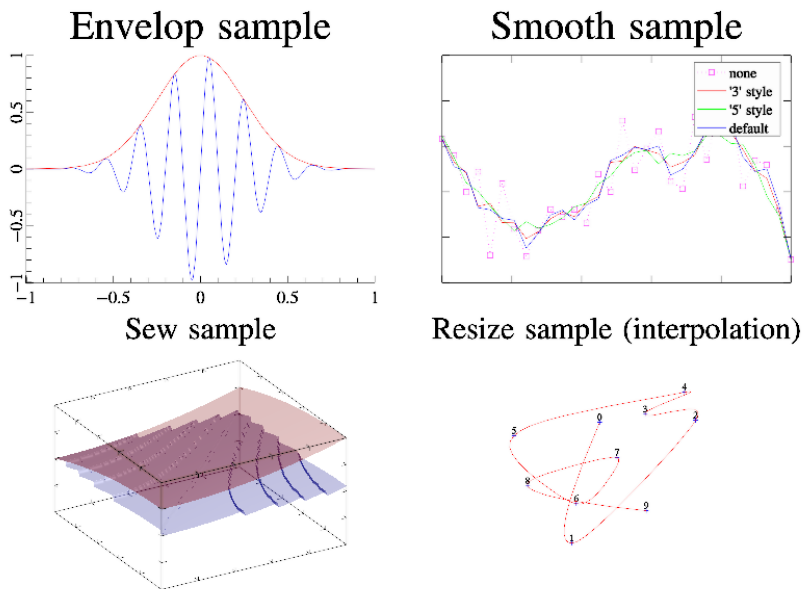 Envelop sample
Smooth sample
1
0.5
0
−0.5
−1
−1
−0.5
0
0.5
1
none
'3' style
'5' style
default
Sew sample
Resize sample (interpolation)
4
3
2
0
5
7
8
6
9
1